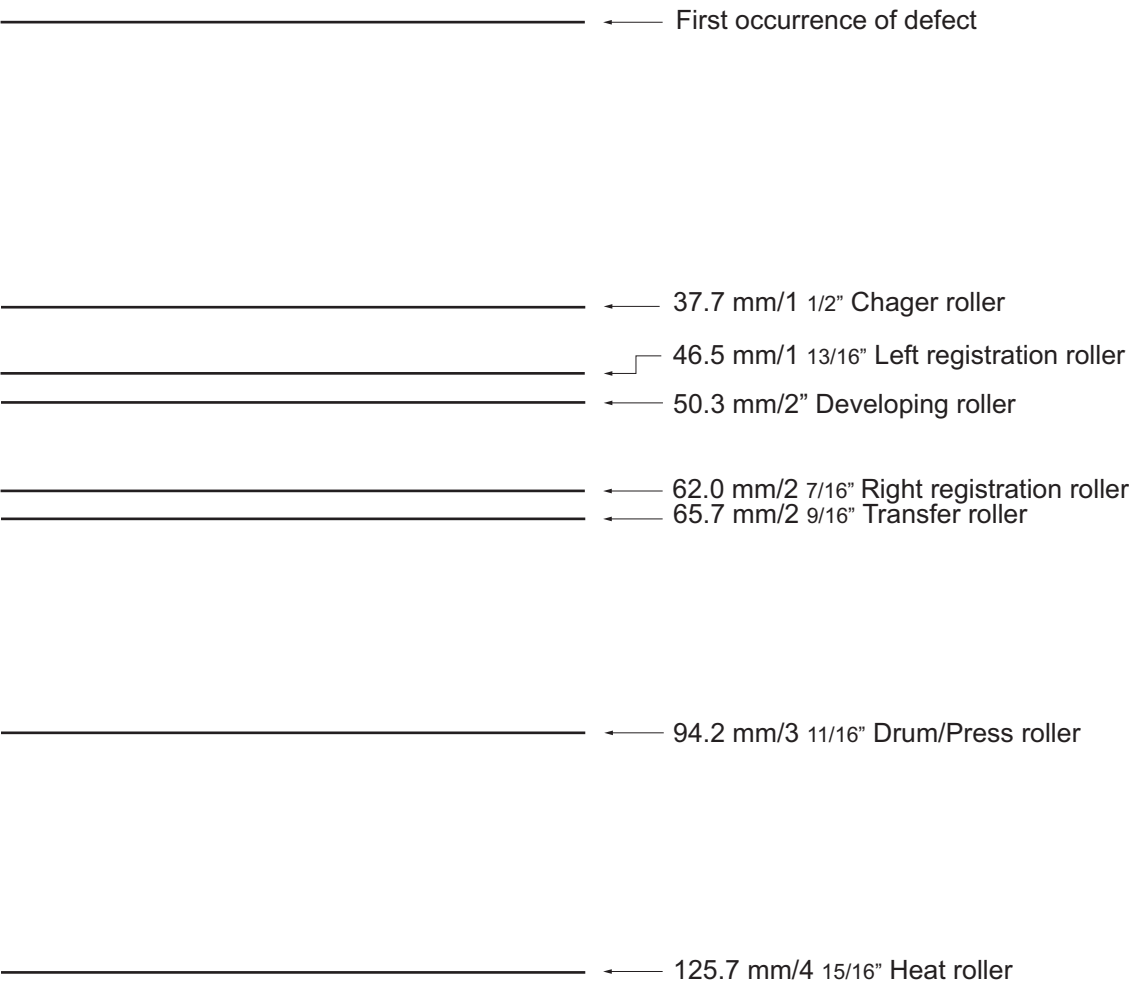 First occurrence of defect
37.7 mm/1 1/2” Chager roller
46.5 mm/1 13/16” Left registration roller
50.3 mm/2” Developing roller
62.0 mm/2 7/16” Right registration roller
65.7 mm/2 9/16” Transfer roller
94.2 mm/3 11/16” Drum/Press roller
125.7 mm/4 15/16” Heat roller